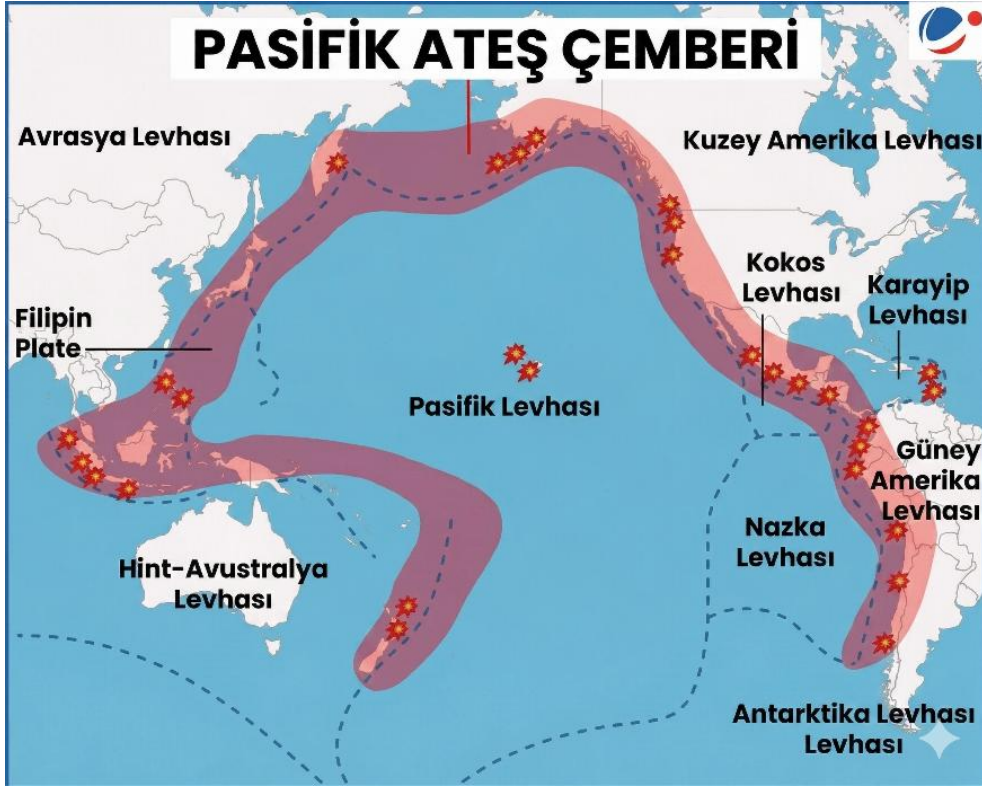 PASİFİK ATEŞ ÇEMBERİ
Avrasya Levhası
Kuzey Amerika Levhası
Kokos
Levhası
Karayip
Levhası
Filipin
Plate
Pasifik Levhası
Güney
Amerika
Levhası
Nazka
Levhası
Hint-Avustralya
Levhası
Antarktika Levhası
Levhası